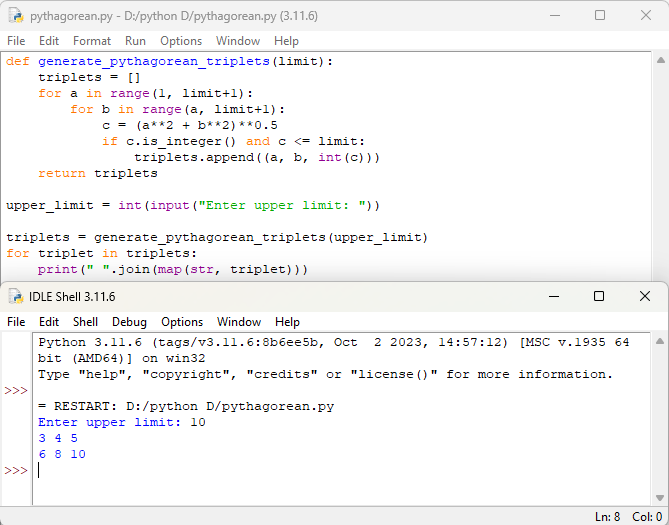 pythagorean.py - D:/python D/pythagorean.py (3.11.6)
File Edit Format Run Options Window Help
def generate_pythagorean_triplets(limit):
    triplets = []
    for a in range(1, limit+1):
        for b in range(a, limit+1):
            c = (a**2 + b**2)**0.5
            if c.is_integer() and c <= limit:
                triplets.append((a, b, int(c)))
    return triplets
upper_limit = int(input("Enter upper limit: "))
triplets = generate_pythagorean_triplets(upper_limit)
for triplet in triplets:
    print(" ".join(map(str, triplet)))
IDLE Shell 3.11.6
File Edit Shell Debug Options Window Help
Python 3.11.6 (tags/v3.11.6:8b6ee5b, Oct  2 2023, 14:57:12) [MSC v.1935 64
bit (AMD64)] on win32
Type "help", "copyright", "credits" or "license()" for more information.
>>>
= RESTART: D:/python D/pythagorean.py
Enter upper limit: 10
3 4 5
6 8 10
>>>
Ln: 8 Col: 0